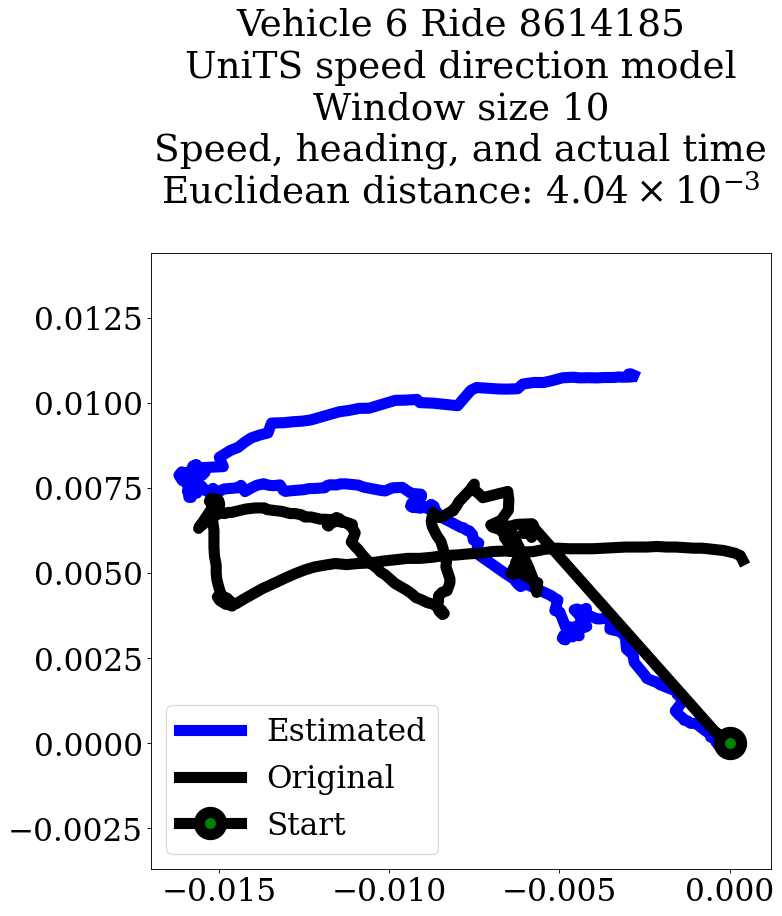 Vehicle 6 Ride 8614185
UniTS speed direction model
Window size 10
Speed, heading, and actual time
Euclidean distance: 4.04 × 10⁻³
0.0125
0.0100
0.0075
0.0050
0.0025
0.0000
−0.0025
Estimated
Original
Start
−0.015 −0.010 −0.005 0.000